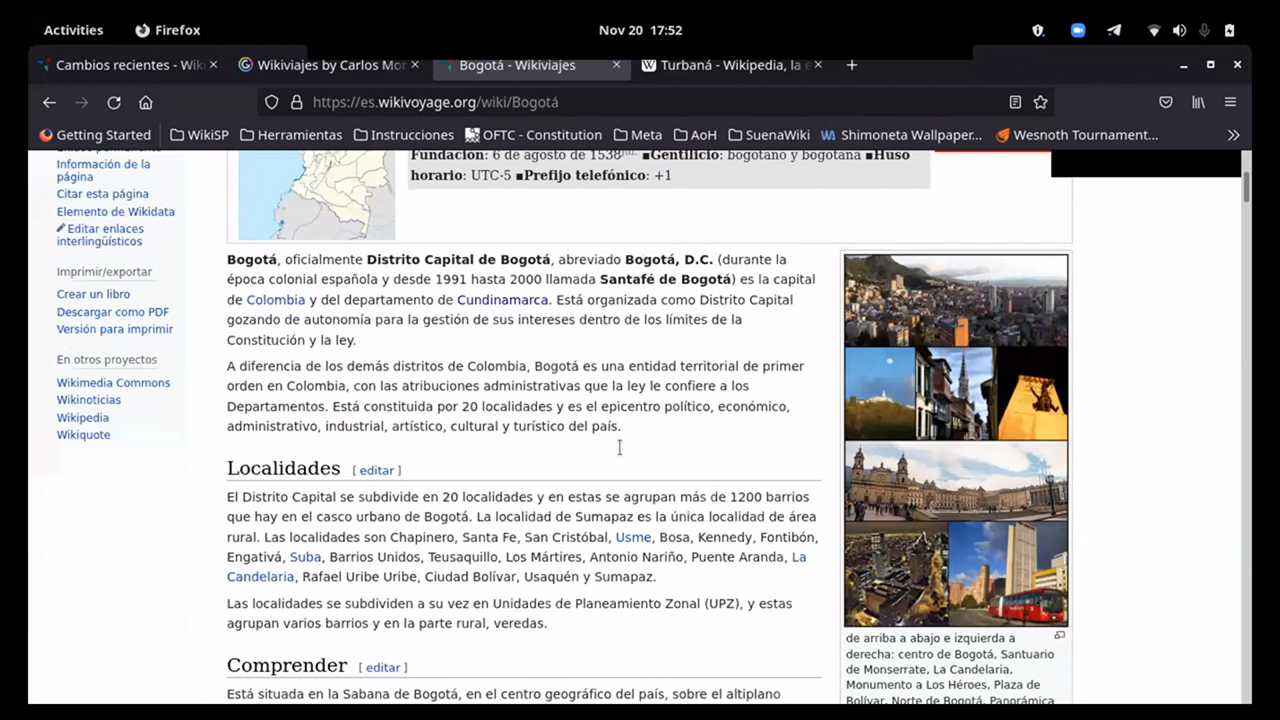 Activities
Firefox
Nov 20 17:52
Cambios recientes - Wik
Wikiviajes by Carlos Mor
Bogotá - Wikiviajes
Turbaná - Wikipedia, la e
https://es.wikivoyage.org/wiki/Bogotá
Getting Started
WikiSP
Herramientas
Instrucciones
OFTC - Constitution
Meta
AoH
SuenaWiki
Shimoneta Wallpaper...
Wesnoth Tournament...
Información de la
página
Citar esta página
Elemento de Wikidata
Editar enlaces
interlingüísticos
Imprimir/exportar
Crear un libro
Descargar como PDF
Versión para imprimir
En otros proyectos
Wikimedia Commons
Wikinoticias
Wikipedia
Wikiquote
Fundación: 6 de agosto de 1538 ▪Gentilicio: bogotano y bogotana ▪Huso
horario: UTC-5 ▪Prefijo telefónico: +1
Bogotá, oficialmente Distrito Capital de Bogotá, abreviado Bogotá, D.C. (durante la
época colonial española y desde 1991 hasta 2000 llamada Santafé de Bogotá) es la capital
de Colombia y del departamento de Cundinamarca. Está organizada como Distrito Capital
gozando de autonomía para la gestión de sus intereses dentro de los límites de la
Constitución y la ley.
A diferencia de los demás distritos de Colombia, Bogotá es una entidad territorial de primer
orden en Colombia, con las atribuciones administrativas que la ley le confiere a los
Departamentos. Está constituida por 20 localidades y es el epicentro político, económico,
administrativo, industrial, artístico, cultural y turístico del país.
Localidades [ editar ]
El Distrito Capital se subdivide en 20 localidades y en estas se agrupan más de 1200 barrios
que hay en el casco urbano de Bogotá. La localidad de Sumapaz es la única localidad de área
rural. Las localidades son Chapinero, Santa Fe, San Cristóbal, Usme, Bosa, Kennedy, Fontibón,
Engativá, Suba, Barrios Unidos, Teusaquillo, Los Mártires, Antonio Nariño, Puente Aranda, La
Candelaria, Rafael Uribe Uribe, Ciudad Bolívar, Usaquén y Sumapaz.
Las localidades se subdividen a su vez en Unidades de Planeamiento Zonal (UPZ), y estas
agrupan varios barrios y en la parte rural, veredas.
Comprender [ editar ]
Está situada en la Sabana de Bogotá, en el centro geográfico del país, sobre el altiplano
de arriba a abajo e izquierda a
derecha: centro de Bogotá, Santuario
de Monserrate, La Candelaria,
Monumento a Los Héroes, Plaza de
Bolívar, Norte de Bogotá, Panorámica